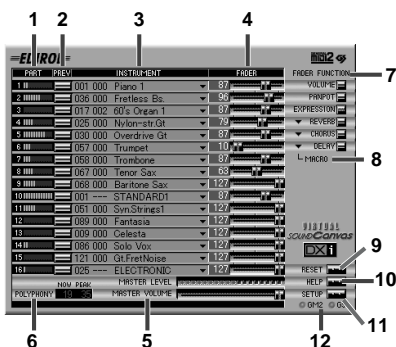 1 2 3 4
EDIROL
MIDI2 GS
PART PREV INSTRUMENT FADER FADER FUNCTION
7
1 001 000 Piano 1 87 VOLUME
2 036 000 Fretless Bs. 96 PANPOT
3 017 002 60's Organ 1 87 EXPRESSION
4 025 000 Nylon-str.Gt 79 REVERB
5 030 000 Overdrive Gt 87 CHORUS
6 057 000 Trumpet 10 DELAY
7 058 000 Trombone 87 MACRO 8
8 067 000 Tenor Sax 63
9 068 000 Baritone Sax 127
10 001 --- STANDARD1 87
11 051 000 Syn.Strings1 127
12 089 000 Fantasia 127
13 009 000 Celesta 127
14 086 000 Solo Vox 127
15 121 000 Gt.FretNoise 127
16 025 --- ELECTRONIC 127
VIRTUAL
SOUND Canvas
DXi
RESET 9
NOW PEAK MASTER LEVEL HELP 10
POLYPHONY 19 35 MASTER VOLUME SETUP 11
GM2 GS
6 5 12